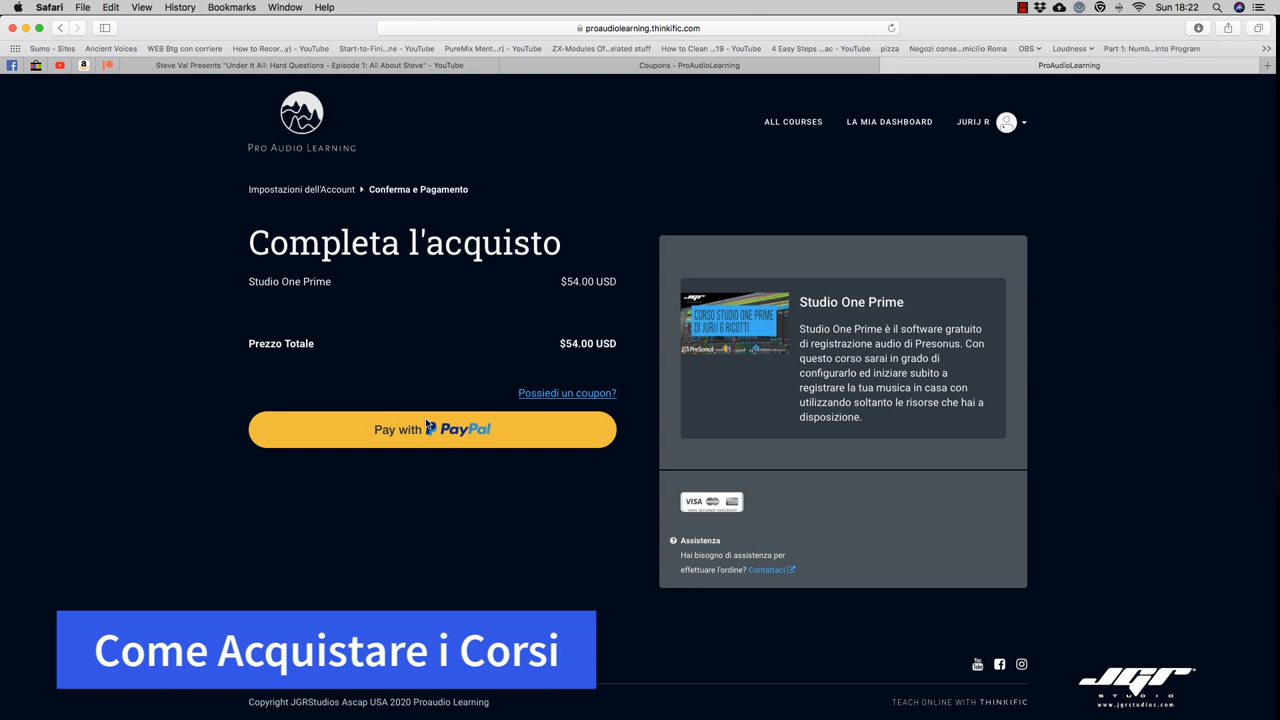 Safari File Edit View History Bookmarks Window Help Sun 18:22
proaudiolearning.thinkific.com
Sumo - Sites Ancient Voices WEB Btg con corriere How to Recor...y) - YouTube Start-to-Fini...ne - YouTube PureMix Ment...r) - YouTube ZX-Modules Of...elated stuff How to Clean ...19 - YouTube 4 Easy Steps ...ac - YouTube pizza Negozi conse...micilio Roma OBS Loudness Part 1: Numb...Into Program
Steve Vai Presents "Under It All: Hard Questions - Episode 1: All About Steve" - YouTube Coupons - ProAudioLearning ProAudioLearning
PRO AUDIO LEARNING
ALL COURSES LA MIA DASHBOARD JURIJ R
Impostazioni dell'Account Conferma e Pagamento
Completa l'acquisto
Studio One Prime $54.00 USD
Prezzo Totale $54.00 USD
Possiedi un coupon?
Pay with PayPal
JGR
CORSO STUDIO ONE PRIME
DI JURIJ G RICOTTI
PreSonus
Studio One Prime
Studio One Prime è il software gratuito
di registrazione audio di Presonus. Con
questo corso sarai in grado di
configurarlo ed iniziare subito a
registrare la tua musica in casa con
utilizzando soltanto le risorse che hai a
disposizione.
VISA
100% SECURED CHECKOUT
Assistenza
Hai bisogno di assistenza per
effettuare l'ordine? Contattaci
Come Acquistare i Corsi
Copyright JGRStudios Ascap USA 2020 Proaudio Learning
You Tube
TEACH ONLINE WITH THINKIFIC
JGR
STUDIO
www.jgrstudios.com